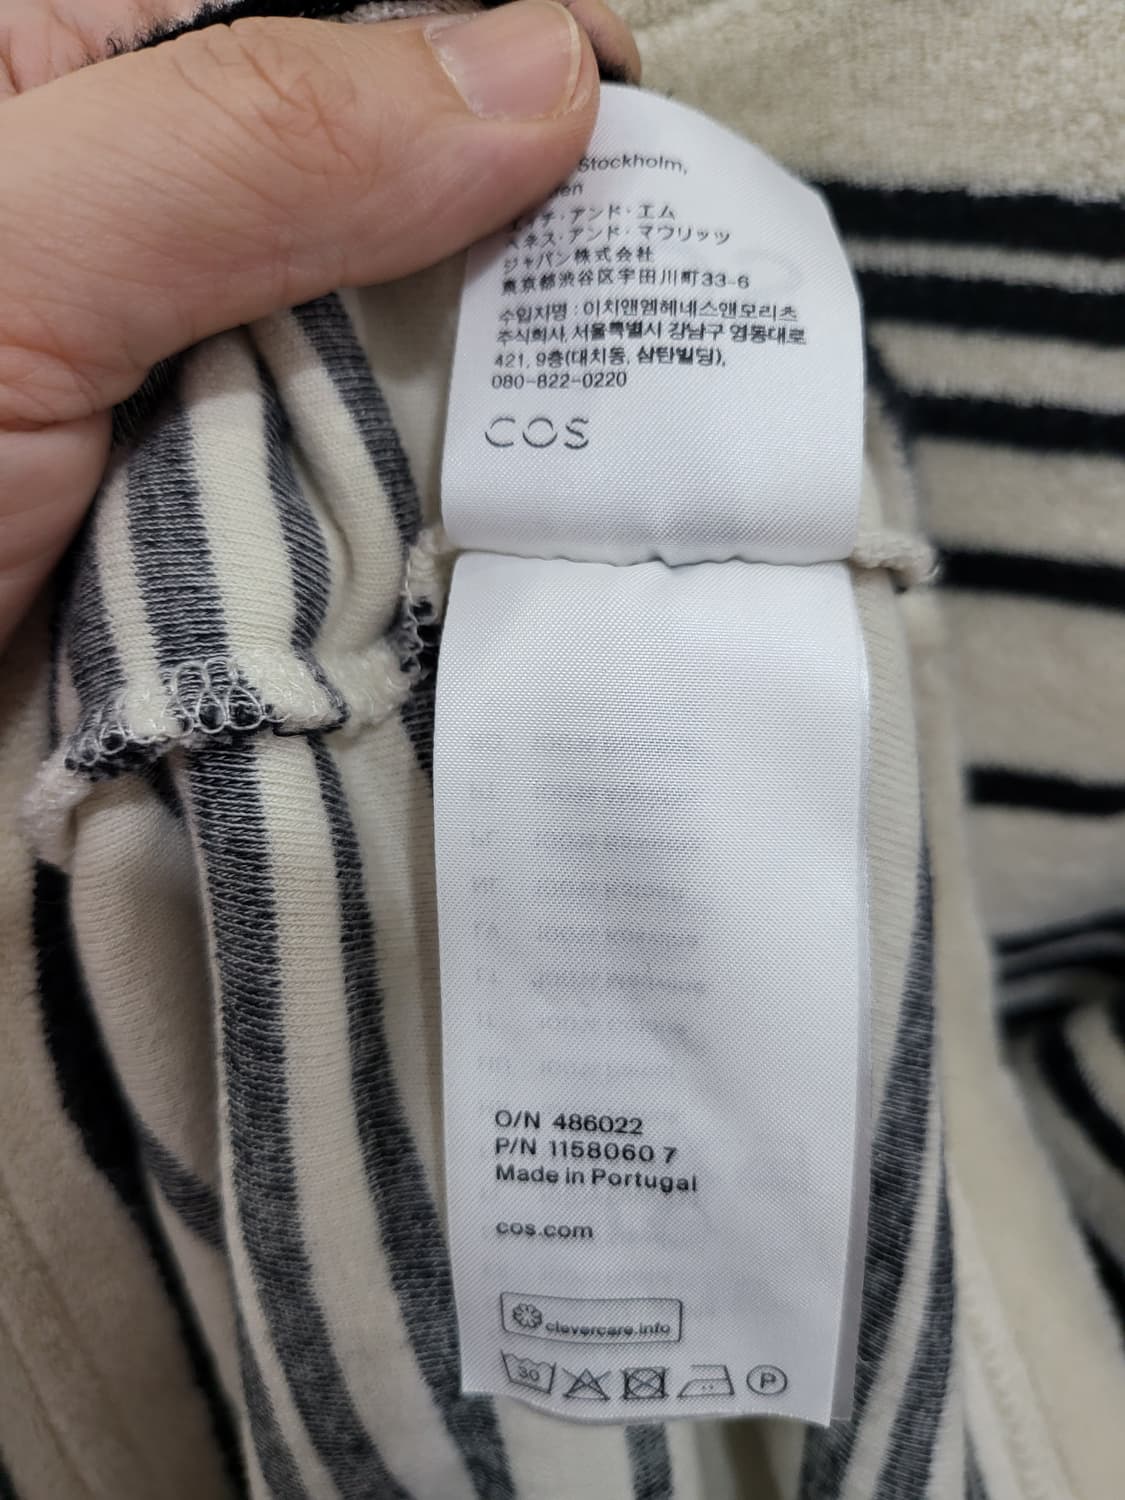 Stockholm,
エイチ・アンド・エム
ヘネス・アンド・マウリッツ
ジャパン株式会社
東京都渋谷区宇田川町33-6
수입자명 : 이치앤엠헤네스앤모리츠
주식회사, 서울특별시 강남구 영동대로
421, 9층(대치동, 삼탄빌딩),
080-822-0220
COS
O/N 486022
P/N 1158060 7
Made in Portugal
cos.com
clevercare.info
30
P